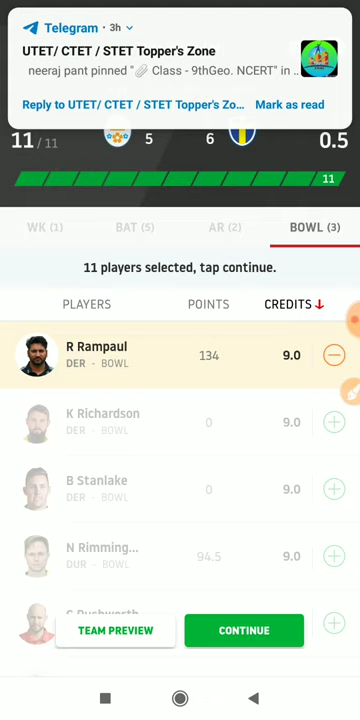 Telegram • 3h
UTET/ CTET / STET Topper's Zone
neeraj pant pinned "📎 Class - 9thGeo. NCERT" in ..
Reply to UTET/ CTET / STET Topper's Zo... Mark as read
11 / 11 5 6 0.5
11
WK (1) BAT (5) AR (2) BOWL (3)
11 players selected, tap continue.
PLAYERS POINTS CREDITS
R Rampaul
DER - BOWL
134 9.0
K Richardson
DER - BOWL
0 9.0
B Stanlake
DER - BOWL
0 9.0
N Rimming...
DUR - BOWL
94.5 9.0
TEAM PREVIEW CONTINUE